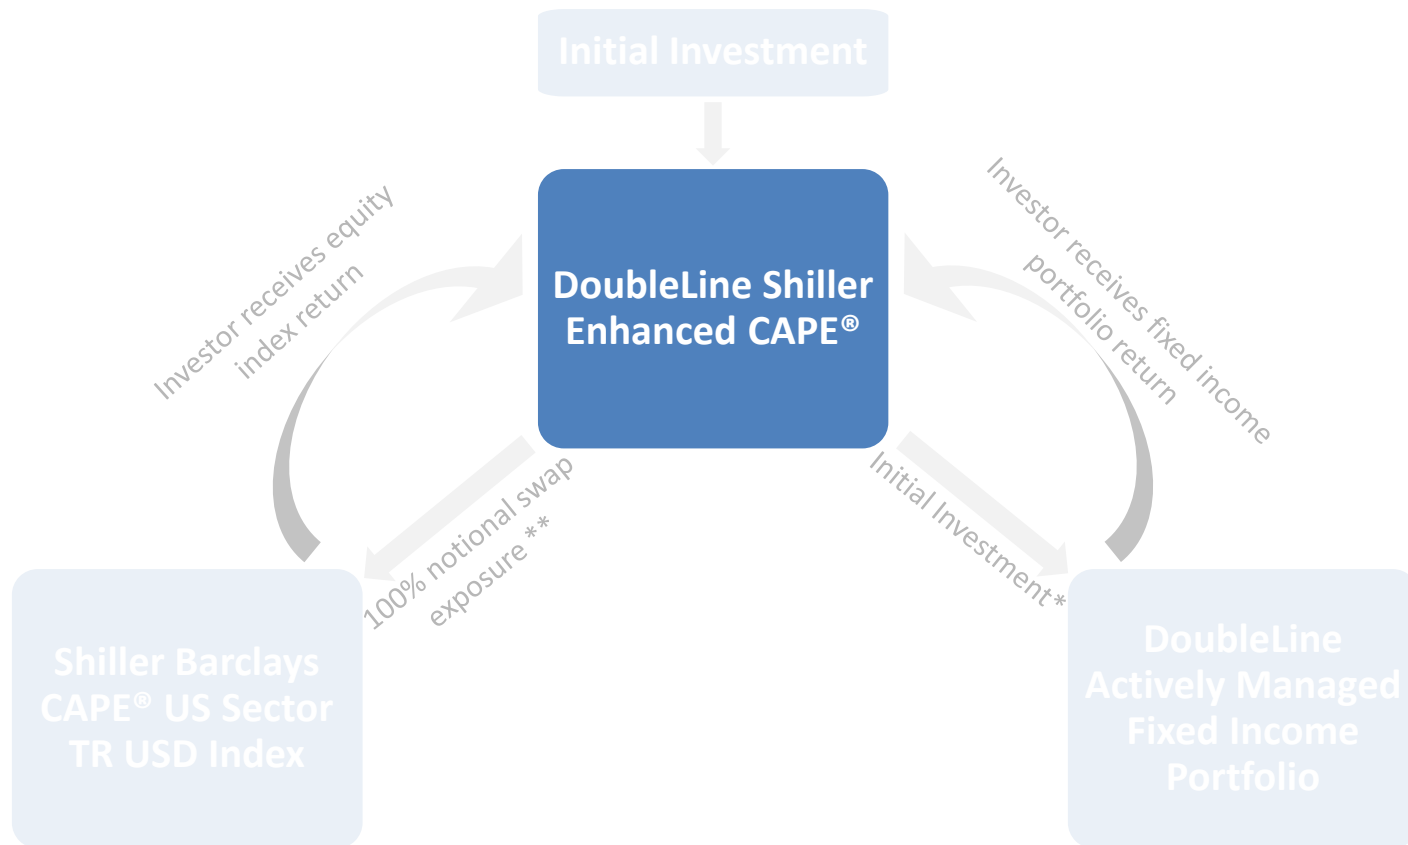 Initial Investment
DoubleLine Shiller
Enhanced CAPE®
Investor receives equity
index return
Investor receives fixed income
portfolio return
100% notional swap
exposure **
Initial Investment*
Shiller Barclays
CAPE® US Sector
TR USD Index
DoubleLine
Actively Managed
Fixed Income
Portfolio